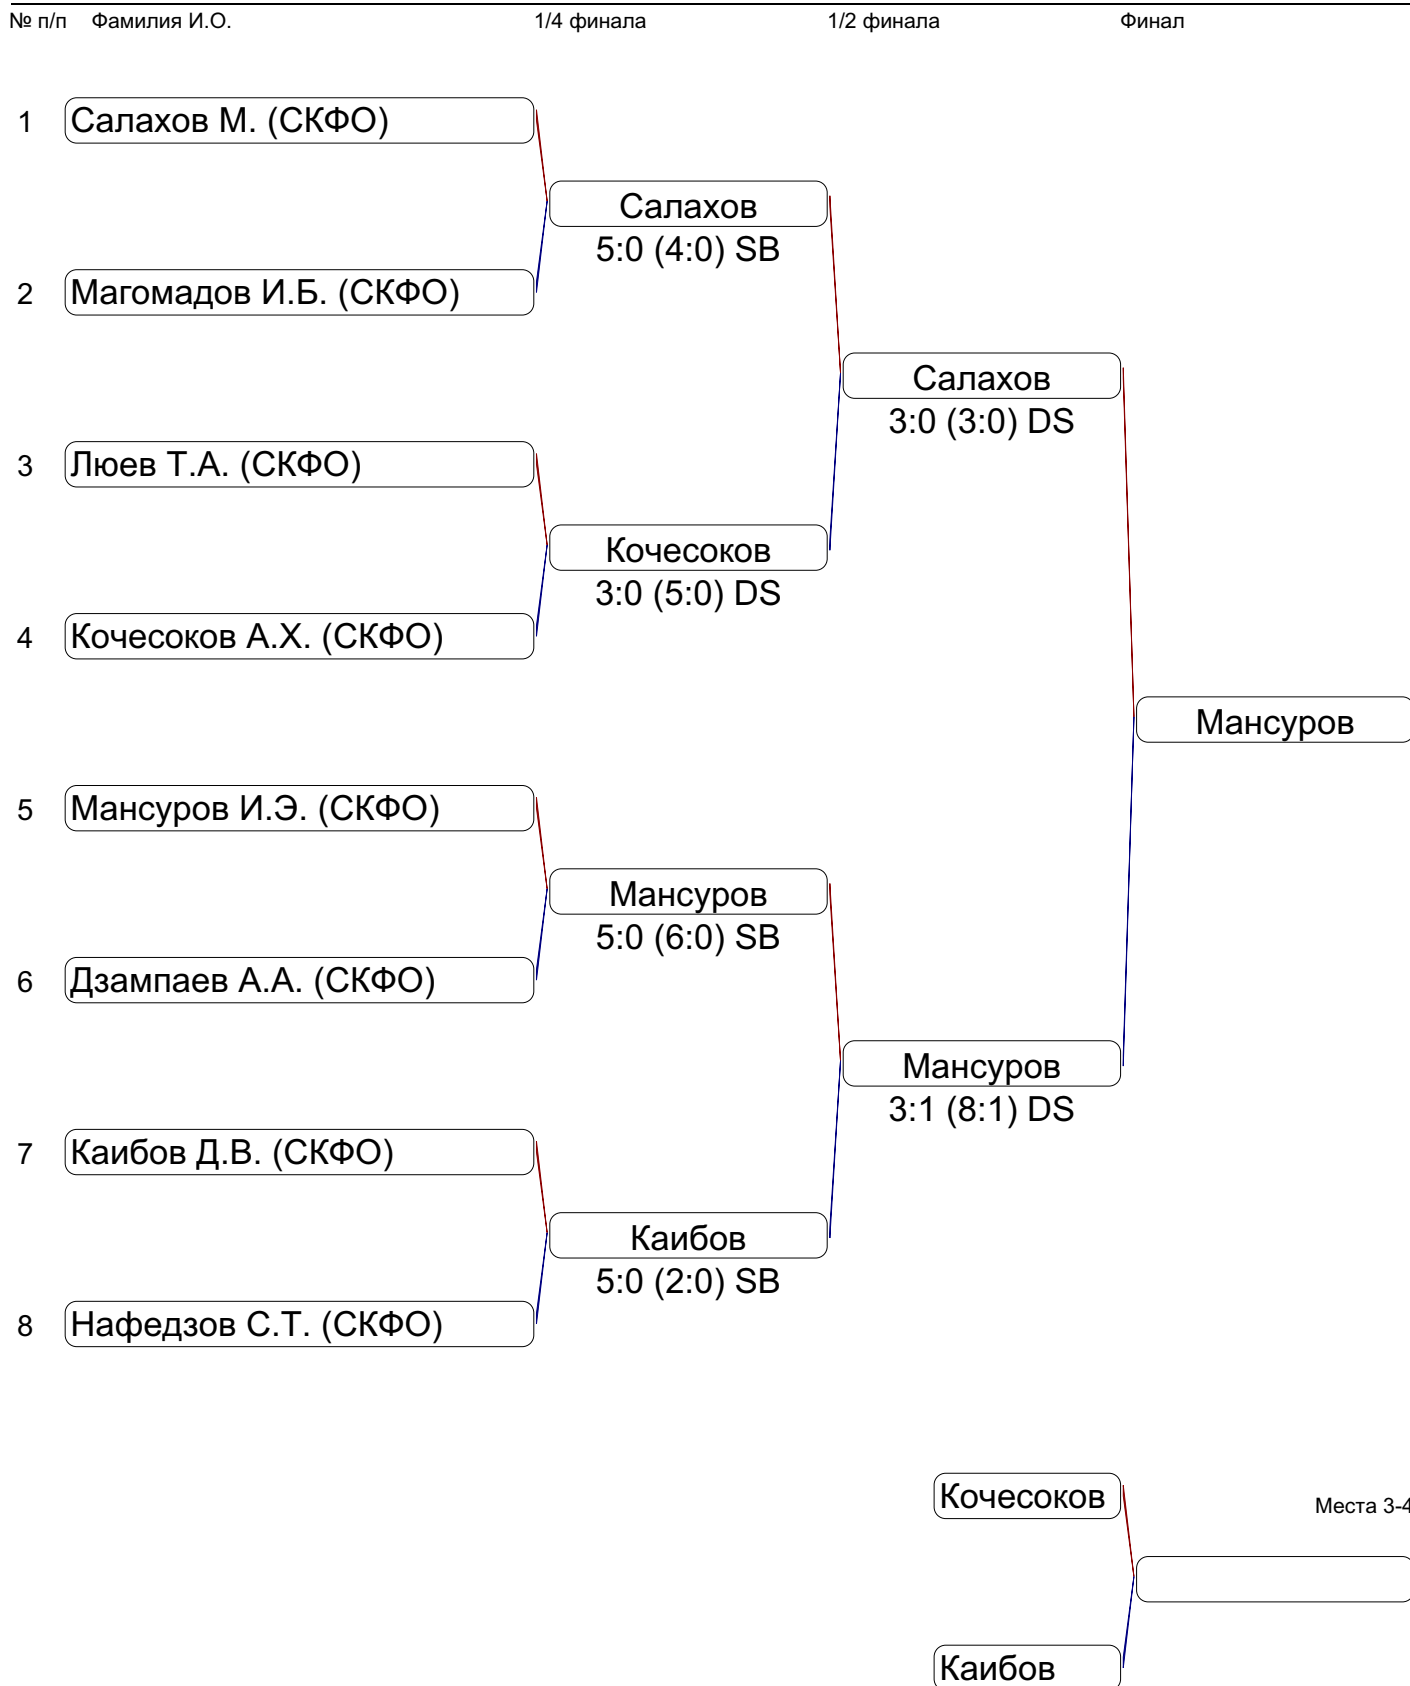 № п/п Фамилия И.О. 1/4 финала 1/2 финала Финал
1 Салахов М. (СКФО)
Салахов
5:0 (4:0) SB
2 Магомадов И.Б. (СКФО)
Салахов
3:0 (3:0) DS
3 Люев Т.А. (СКФО)
Кочесоков
3:0 (5:0) DS
4 Кочесоков А.Х. (СКФО)
Мансуров
5 Мансуров И.Э. (СКФО)
Мансуров
5:0 (6:0) SB
6 Дзампаев А.А. (СКФО)
Мансуров
3:1 (8:1) DS
7 Каибов Д.В. (СКФО)
Каибов
5:0 (2:0) SB
8 Нафедзов С.Т. (СКФО)
Кочесоков
Места 3-4
Каибов